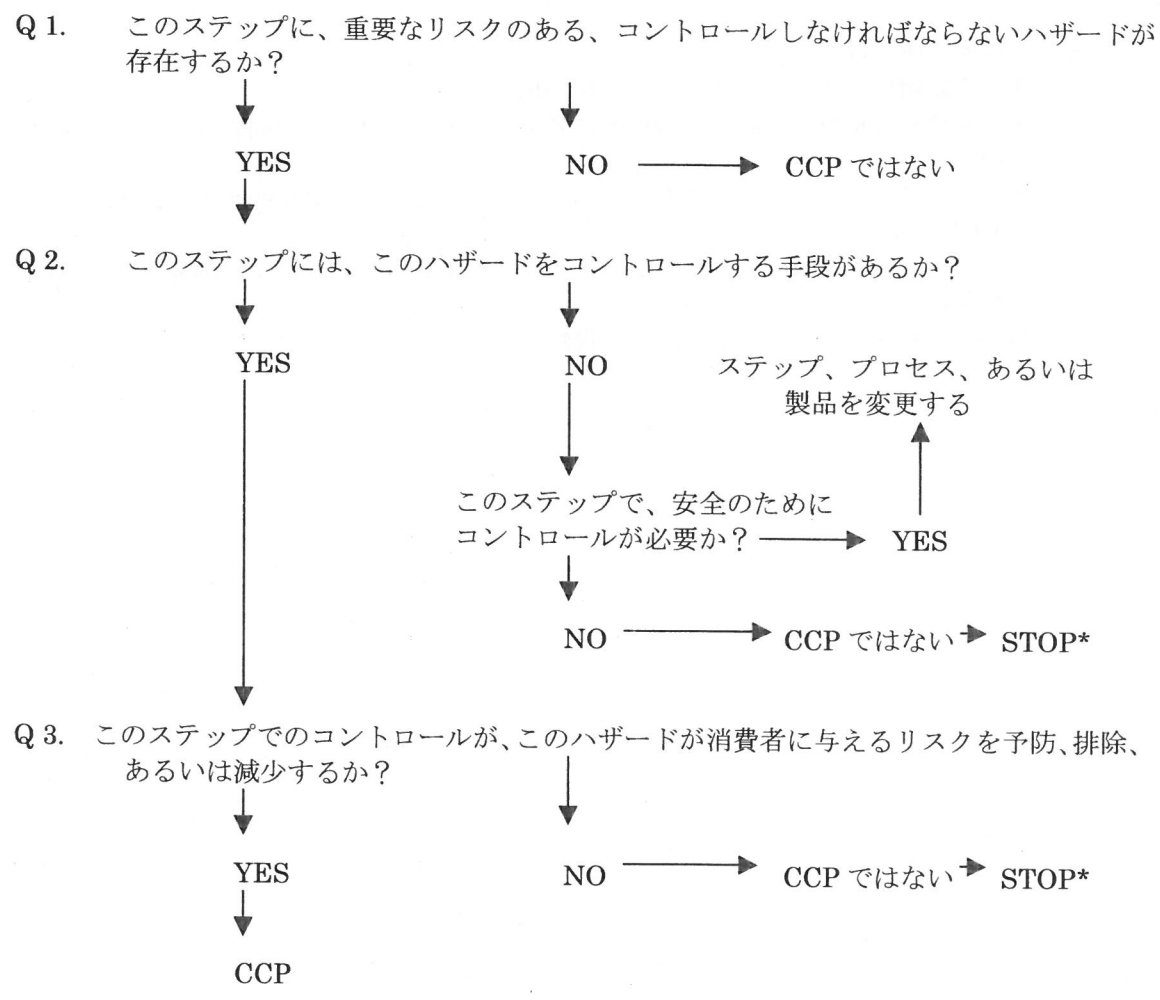 Q 1. このステップに、重要なリスクのある、コントロールしなければならないハザードが
存在するか?
YES
NO
CCP ではない
Q 2. このステップには、このハザードをコントロールする手段があるか?
YES
NO
ステップ、プロセス、あるいは
製品を変更する
このステップで、安全のために
コントロールが必要か?
YES
NO
CCP ではない
STOP*
Q 3. このステップでのコントロールが、このハザードが消費者に与えるリスクを予防、排除、
あるいは減少するか?
YES
NO
CCP ではない
STOP*
CCP